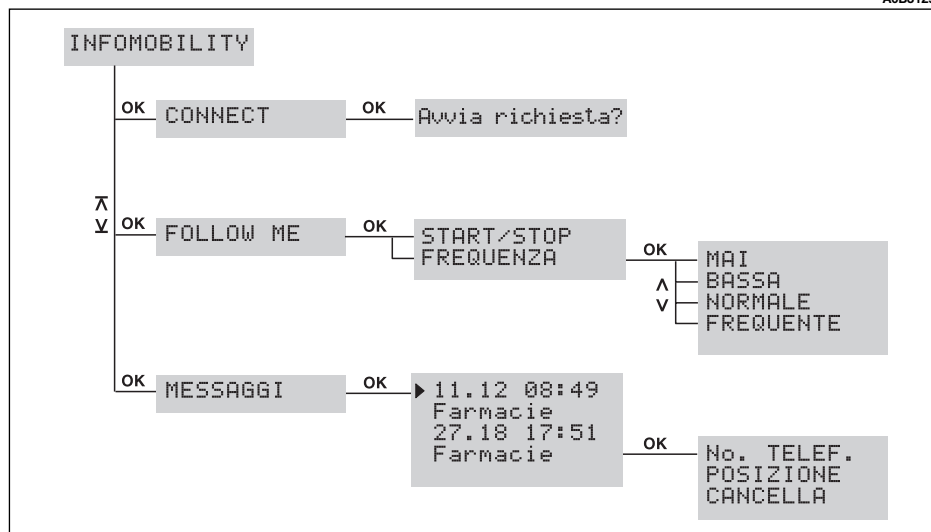 INFOMOBILITY
OK CONNECT OK Avvia richiesta?
OK FOLLOW ME OK START/STOP
FREQUENZA
OK MAI
BASSA
NORMALE
FREQUENTE
OK MESSAGGI OK 11.12 08:49
Farmacie
27.18 17:51
Farmacie
OK No. TELEF.
POSIZIONE
CANCELLA